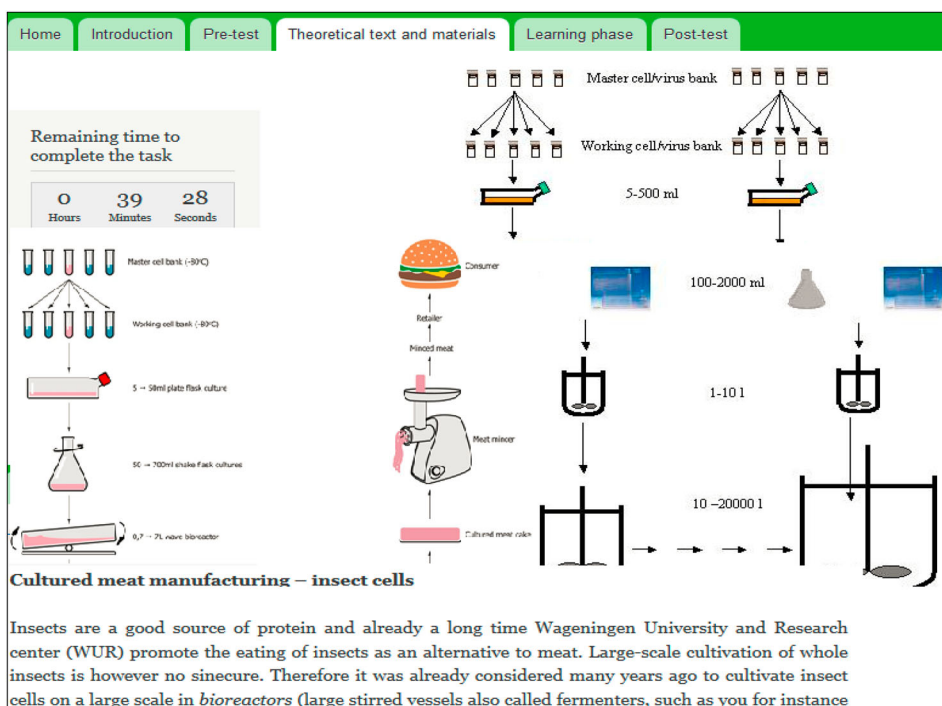 Home Introduction Pre-test Theoretical text and materials Learning phase Post-test
Remaining time to
complete the task
0 39 28
Hours Minutes Seconds
Master cell bank (-80°C)
Working cell bank (-80°C)
5 → 50ml plate flask culture
50 → 700ml shake flask cultures
0,7 → 7L wave bioreactor
Consumer
Retailer
Minced meat
Meat mincer
Cultured meat cake
Master cell/virus bank
Working cell/virus bank
5-500 ml
100-2000 ml
1-10 l
10 –20000 l
Cultured meat manufacturing – insect cells
Insects are a good source of protein and already a long time Wageningen University and Research
center (WUR) promote the eating of insects as an alternative to meat. Large-scale cultivation of whole
insects is however no sinecure. Therefore it was already considered many years ago to cultivate insect
cells on a large scale in bioreactors (large stirred vessels also called fermenters, such as you for instance